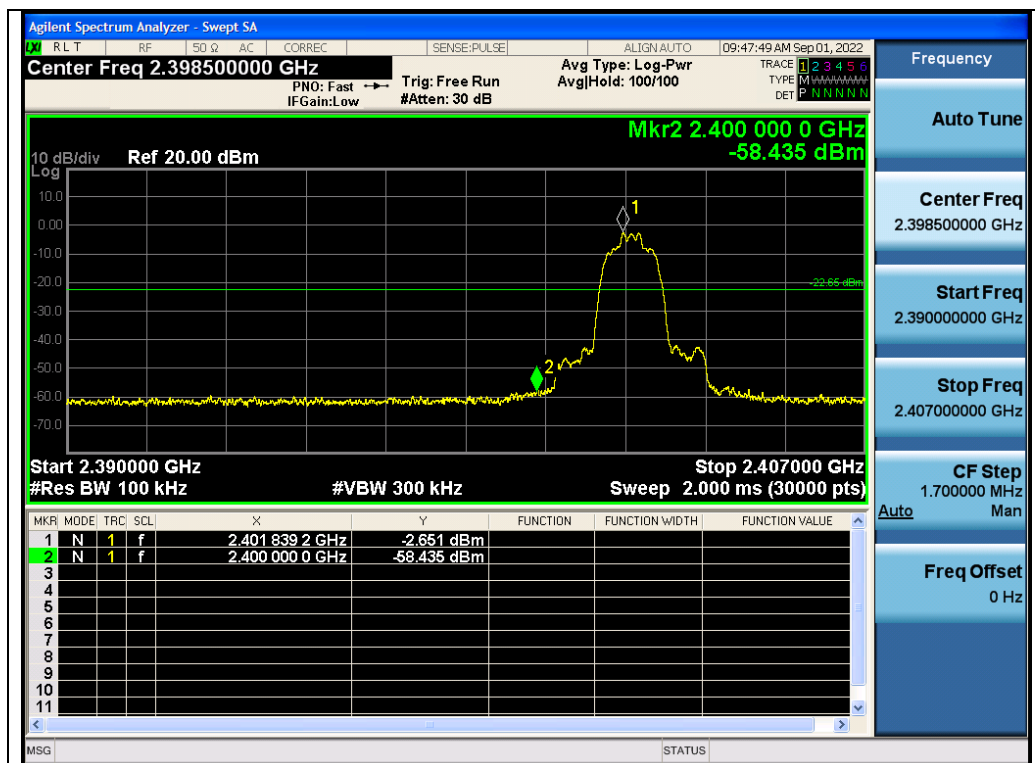 Agilent Spectrum Analyzer - Swept SA
LXI R L T RF 50 Ω AC CORREC SENSE:PULSE ALIGN AUTO 09:47:49 AM Sep 01, 2022
Center Freq 2.398500000 GHz
PNO: Fast
IFGain:Low
Trig: Free Run
#Atten: 30 dB
Avg Type: Log-Pwr
Avg|Hold: 100/100
TRACE 1 2 3 4 5 6
TYPE M WWWWW
DET P N N N N N
Mkr2 2.400 000 0 GHz
-58.435 dBm
10 dB/div Ref 20.00 dBm
Log
10.0
0.00
-10.0
-20.0
-30.0
-40.0
-50.0
-60.0
-70.0
1
2
-22.65 dBm
Start 2.390000 GHz Stop 2.407000 GHz
#Res BW 100 kHz #VBW 300 kHz Sweep 2.000 ms (30000 pts)
MKR MODE TRC SCL X Y FUNCTION FUNCTION WIDTH FUNCTION VALUE
1 N 1 f 2.401 839 2 GHz -2.651 dBm
2 N 1 f 2.400 000 0 GHz -58.435 dBm
3
4
5
6
7
8
9
10
11
MSG STATUS
Frequency
Auto Tune
Center Freq
2.398500000 GHz
Start Freq
2.390000000 GHz
Stop Freq
2.407000000 GHz
CF Step
1.700000 MHz
Auto Man
Freq Offset
0 Hz